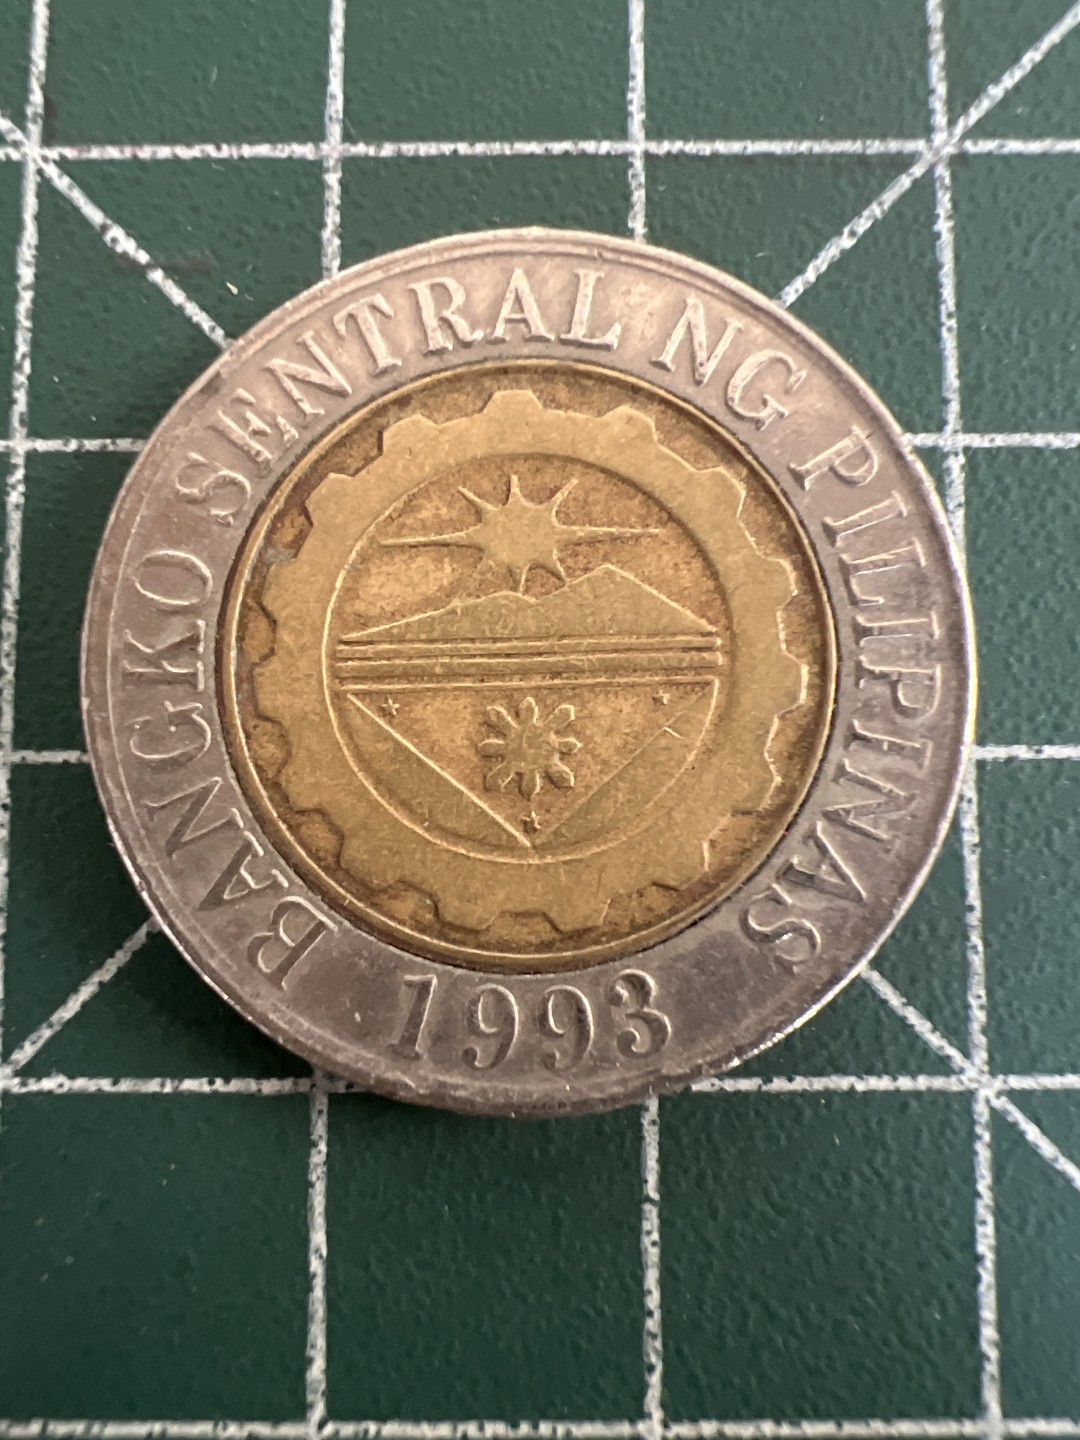 BANGKO SENTRAL NG PILIPINAS
1993